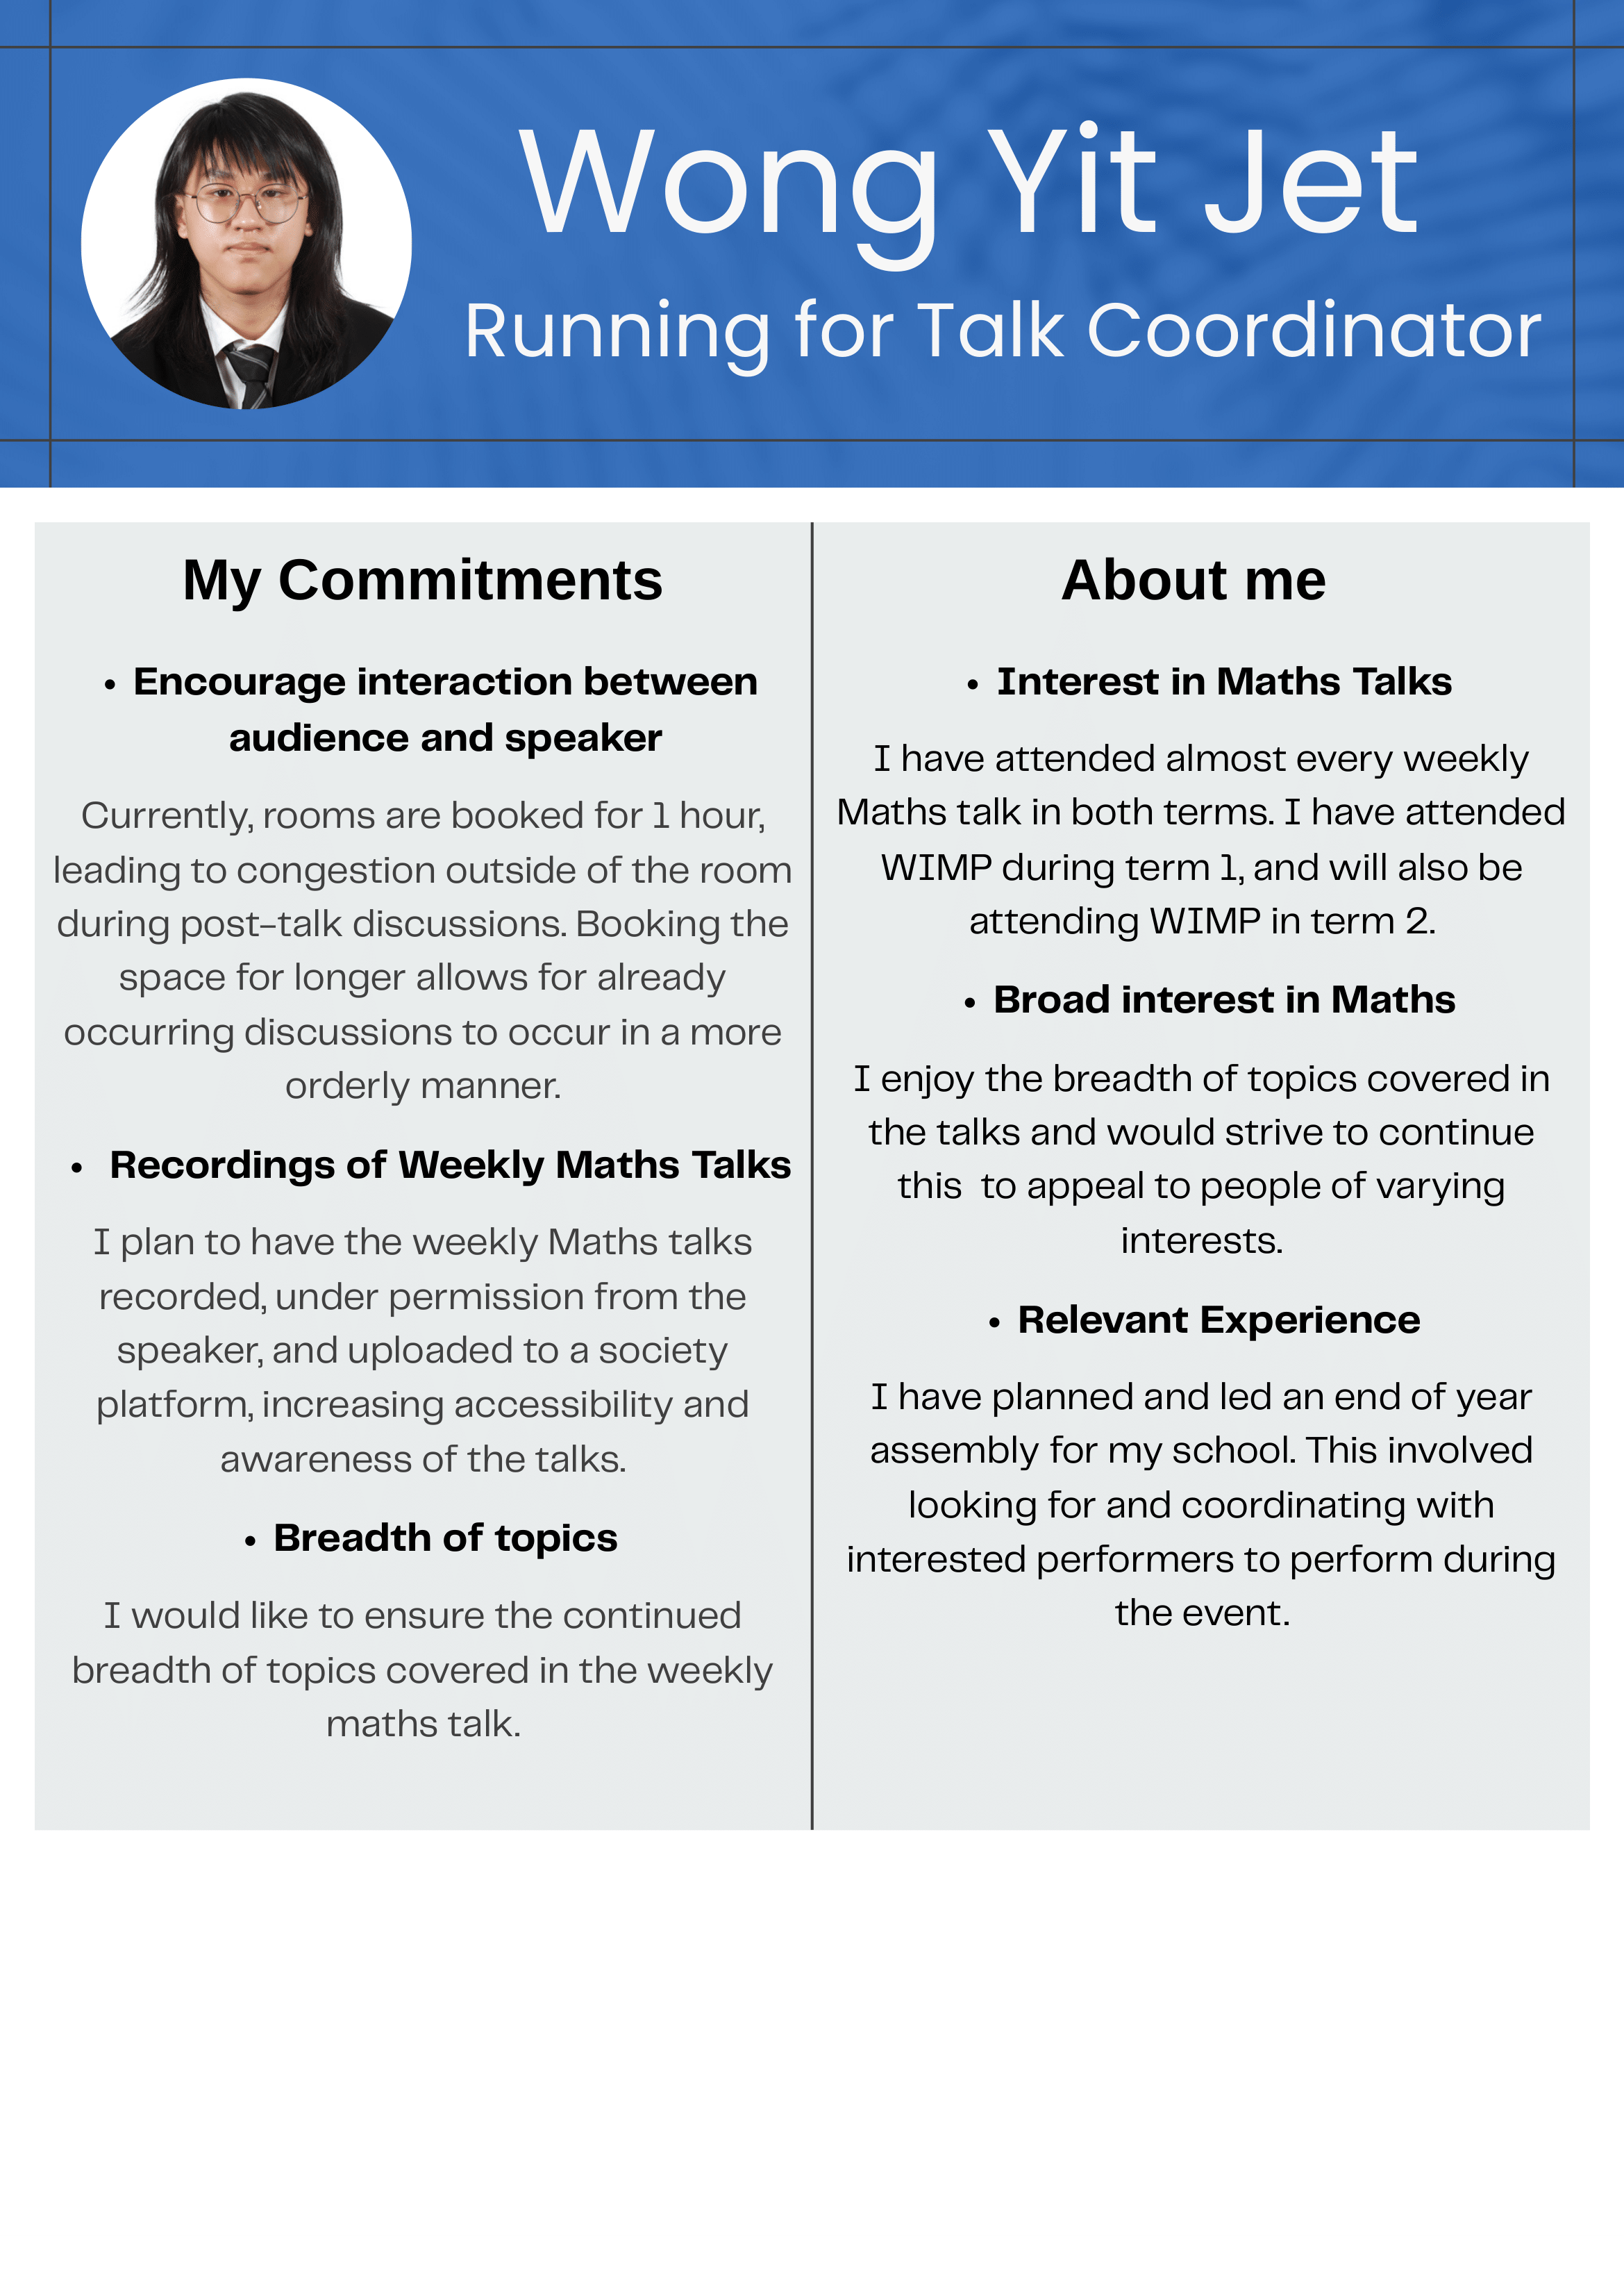 Wong Yit Jet
Running for Talk Coordinator
My Commitments
• Encourage interaction between
audience and speaker
Currently, rooms are booked for 1 hour,
leading to congestion outside of the room
during post-talk discussions. Booking the
space for longer allows for already
occurring discussions to occur in a more
orderly manner.
• Recordings of Weekly Maths Talks
I plan to have the weekly Maths talks
recorded, under permission from the
speaker, and uploaded to a society
platform, increasing accessibility and
awareness of the talks.
• Breadth of topics
I would like to ensure the continued
breadth of topics covered in the weekly
maths talk.
About me
• Interest in Maths Talks
I have attended almost every weekly
Maths talk in both terms. I have attended
WIMP during term 1, and will also be
attending WIMP in term 2.
• Broad interest in Maths
I enjoy the breadth of topics covered in
the talks and would strive to continue
this  to appeal to people of varying
interests.
• Relevant Experience
I have planned and led an end of year
assembly for my school. This involved
looking for and coordinating with
interested performers to perform during
the event.